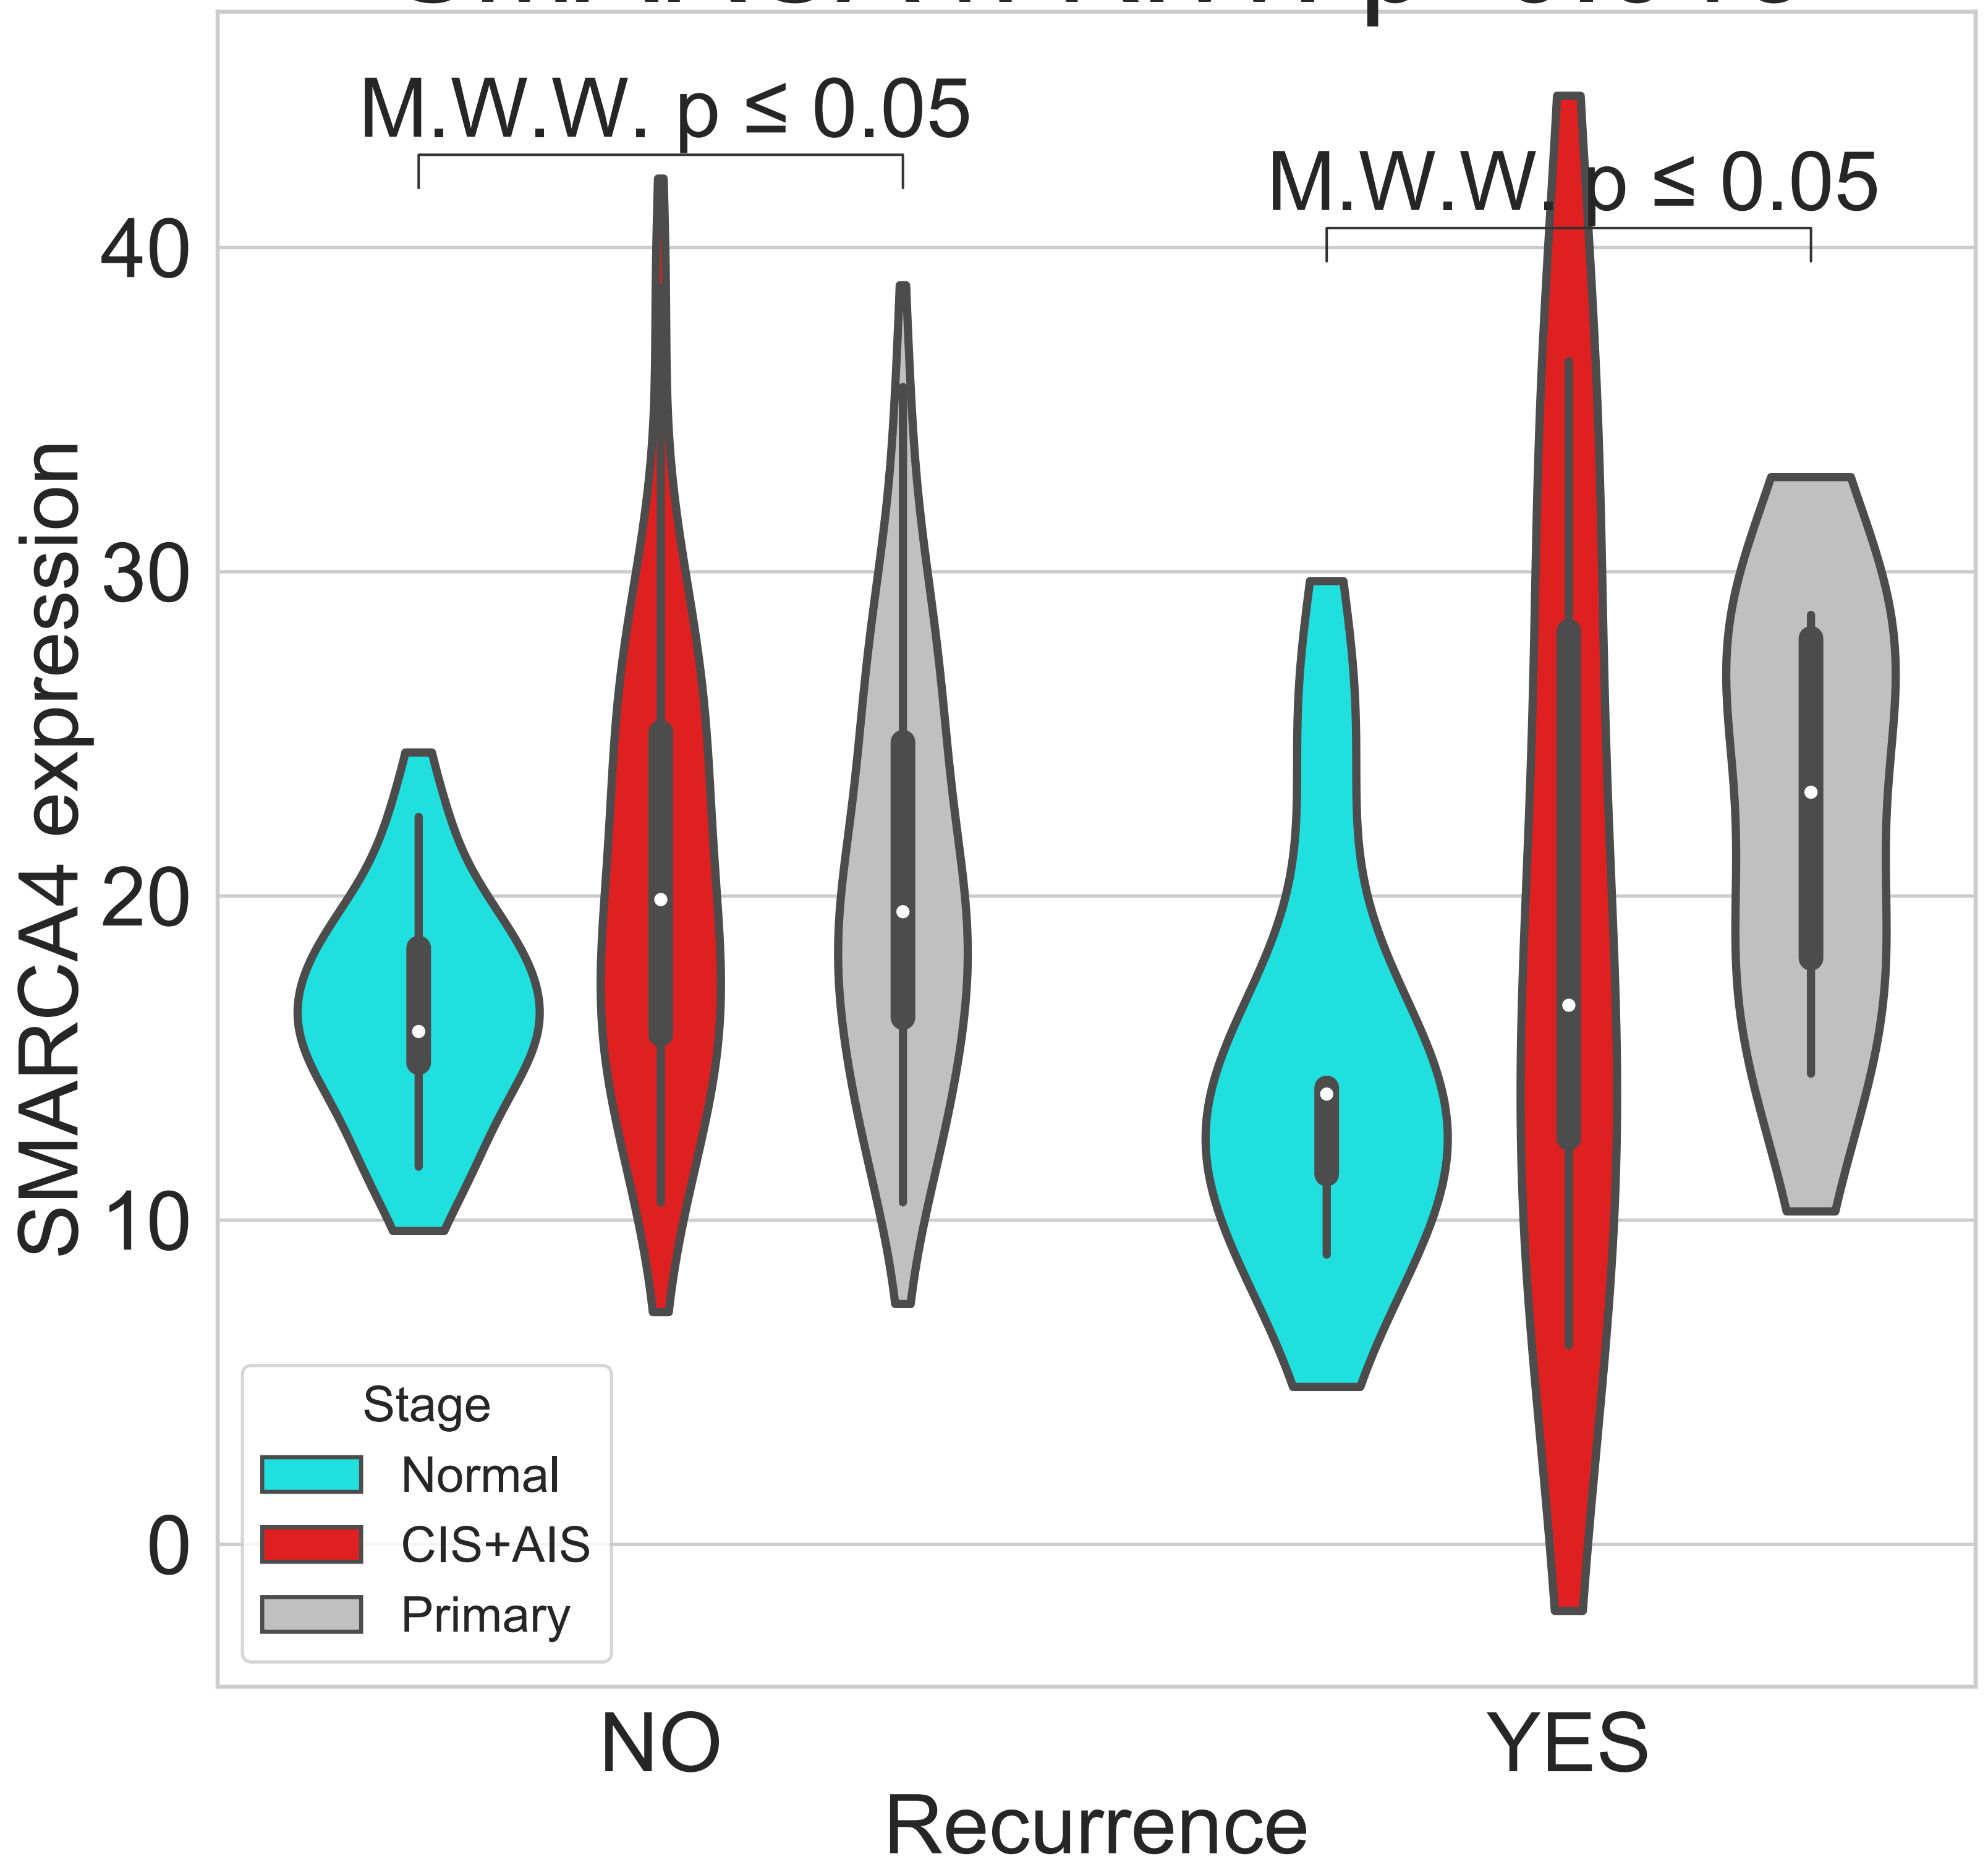 M.W.W. p ≤ 0.05
M.W.W. p ≤ 0.05
40
30
20
10
0
SMARCA4 expression
Stage
Normal
CIS+AIS
Primary
NO
YES
Recurrence